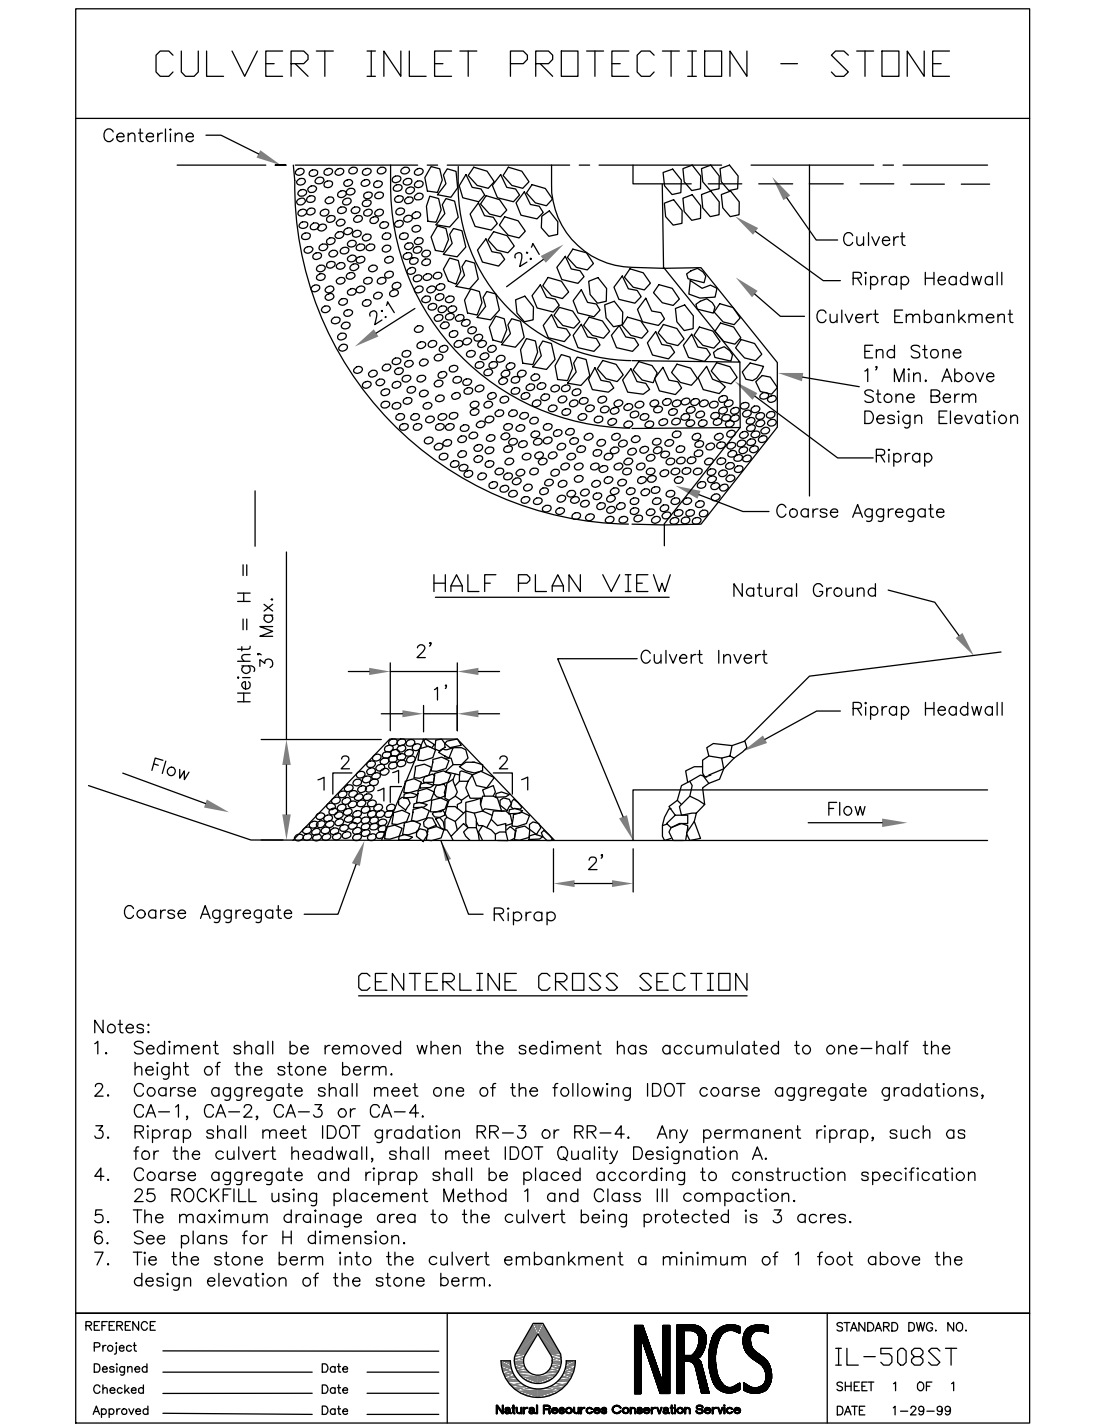 CULVERT INLET PROTECTION - STONE
Centerline
2:1
2:1
Culvert
Riprap Headwall
Culvert Embankment
End Stone
1' Min. Above
Stone Berm
Design Elevation
Riprap
Coarse Aggregate
HALF PLAN VIEW
Natural Ground
Height = H =
3' Max.
2'
Culvert Invert
1'
Riprap Headwall
Flow
2
1
1
2
1
Flow
2'
Coarse Aggregate
Riprap
CENTERLINE CROSS SECTION
Notes:
1. Sediment shall be removed when the sediment has accumulated to one-half the
height of the stone berm.
2. Coarse aggregate shall meet one of the following IDOT coarse aggregate gradations,
CA-1, CA-2, CA-3 or CA-4.
3. Riprap shall meet IDOT gradation RR-3 or RR-4. Any permanent riprap, such as
for the culvert headwall, shall meet IDOT Quality Designation A.
4. Coarse aggregate and riprap shall be placed according to construction specification
25 ROCKFILL using placement Method 1 and Class III compaction.
5. The maximum drainage area to the culvert being protected is 3 acres.
6. See plans for H dimension.
7. Tie the stone berm into the culvert embankment a minimum of 1 foot above the
design elevation of the stone berm.
REFERENCE
Project
Designed Date
Checked Date
Approved Date
NRCS
Natural Resources Conservation Service
STANDARD DWG. NO.
IL-508ST
SHEET 1 OF 1
DATE 1-29-99